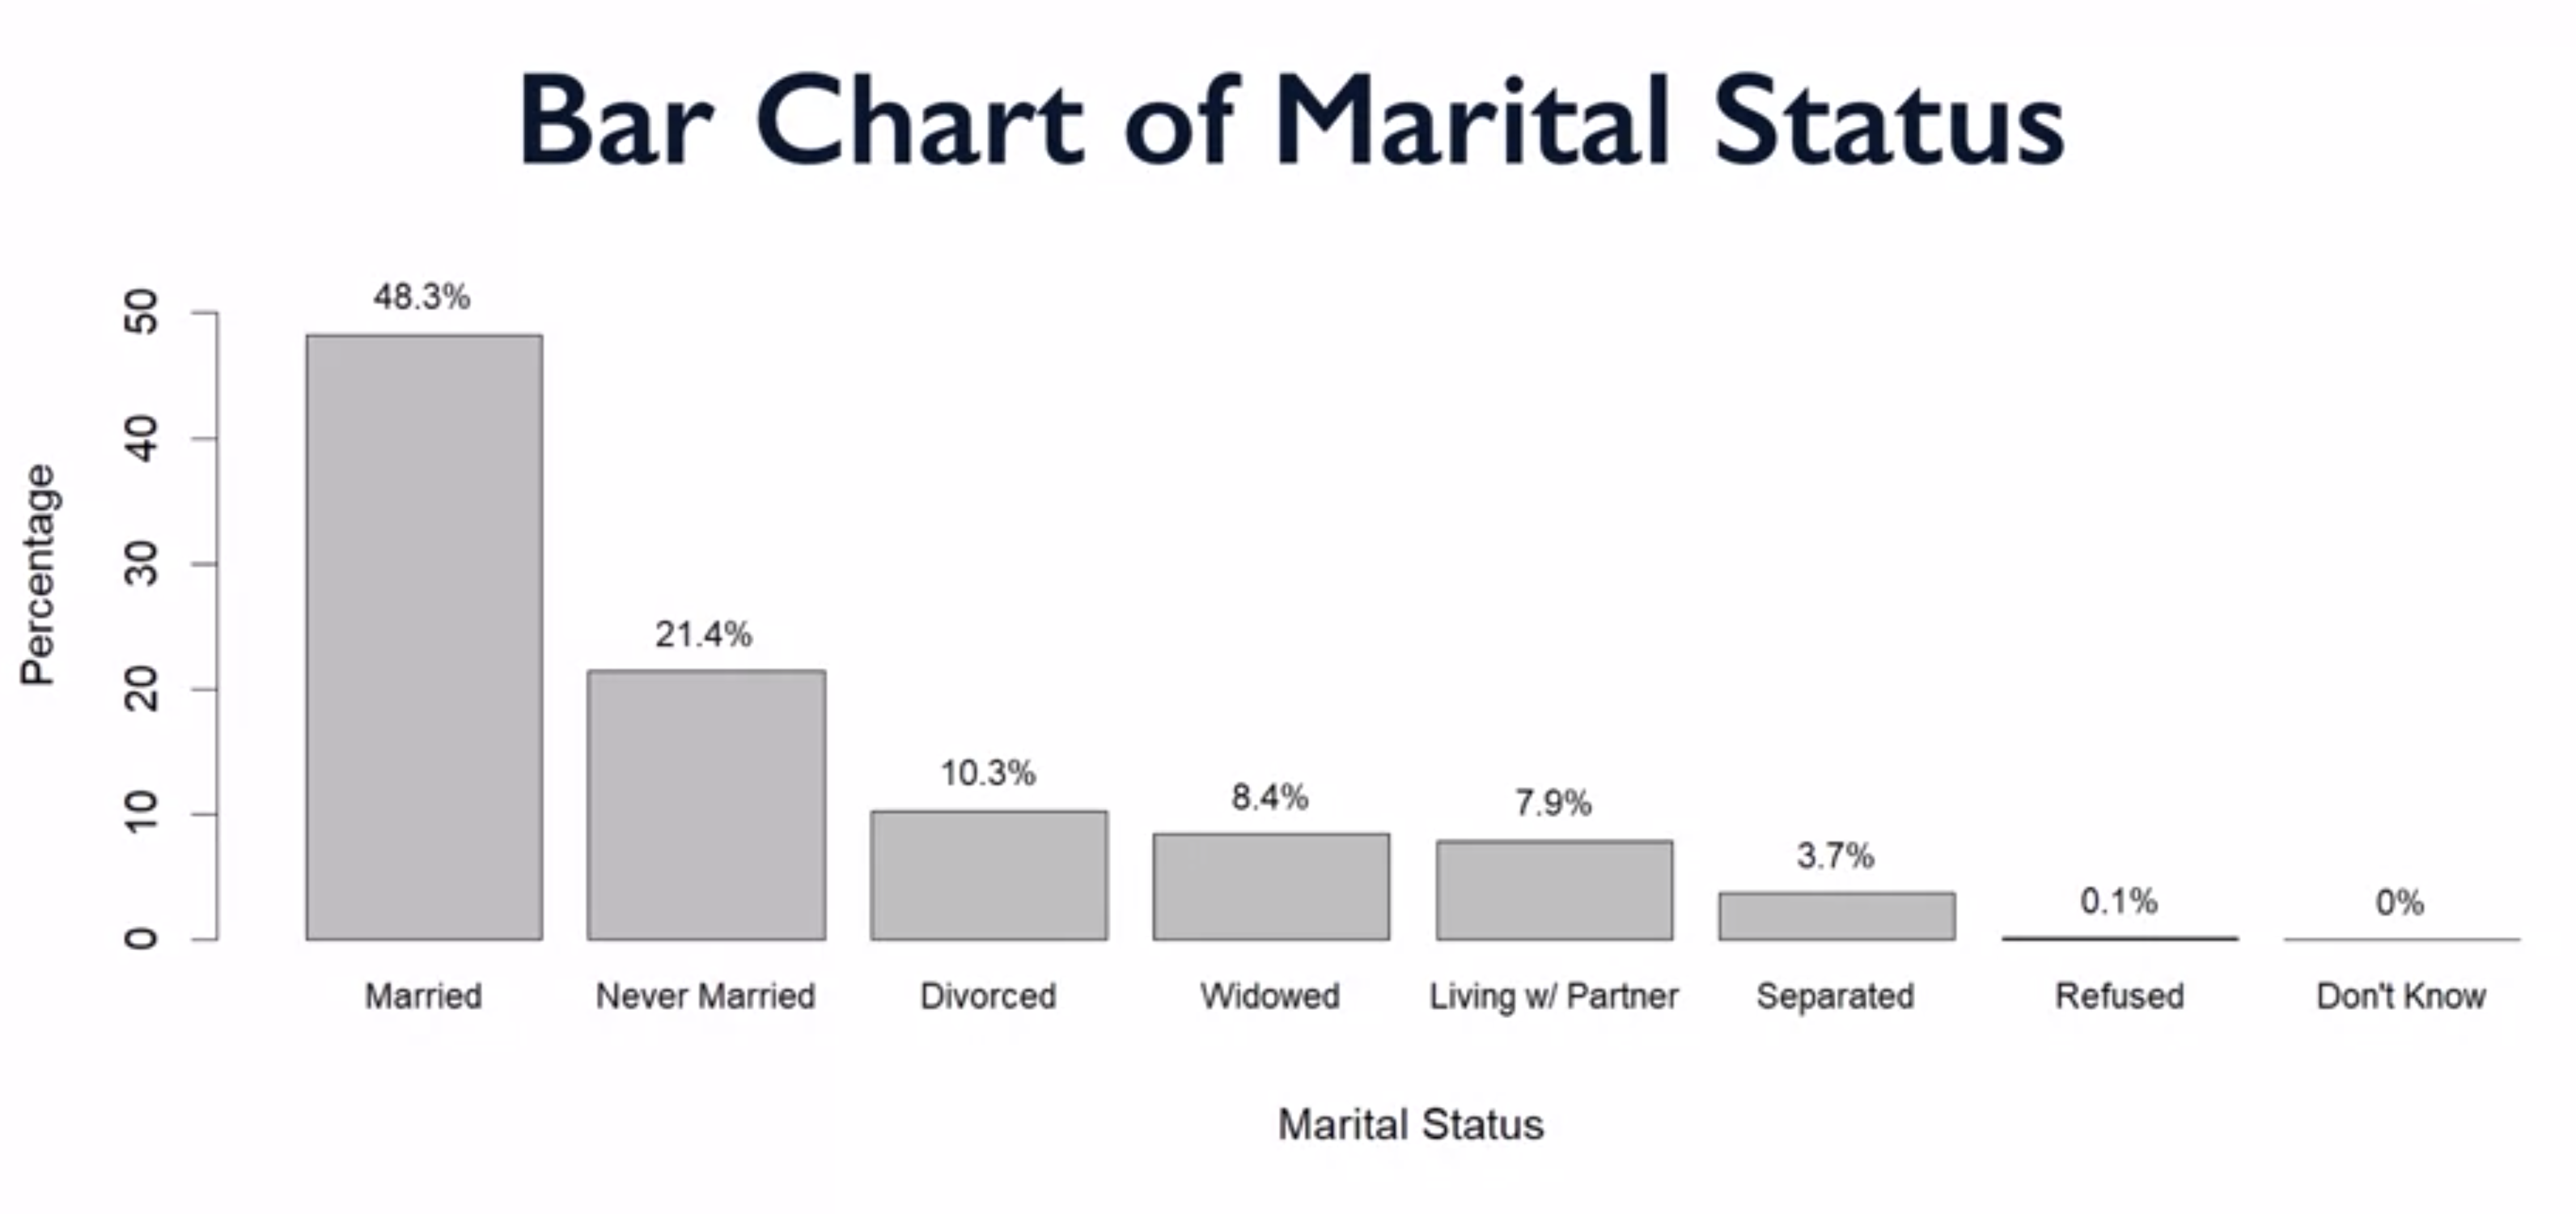 Bar Chart of Marital Status
Percentage
50
40
30
20
10
0
48.3%
21.4%
10.3%
8.4%
7.9%
3.7%
0.1%
0%
Married
Never Married
Divorced
Widowed
Living w/ Partner
Separated
Refused
Don't Know
Marital Status